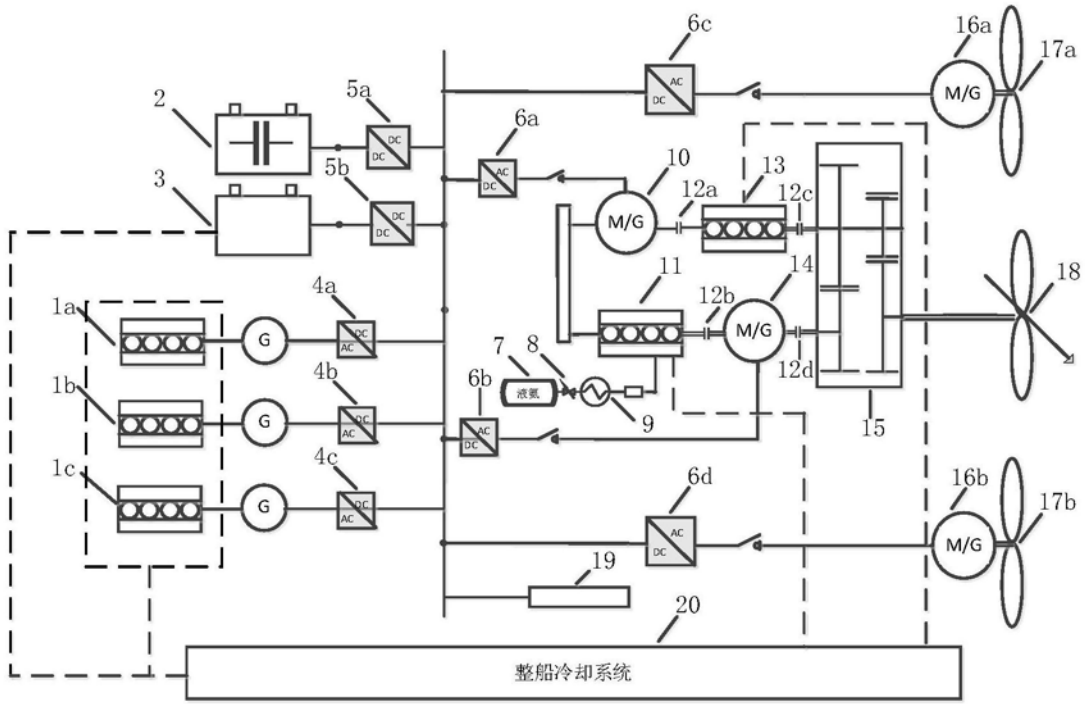 6c
16a
AC
DC
M/G
17a
2
5a
DC
DC
6a
AC
DC
3
5b
DC
DC
10
M/G
12a
13
12c
11
12b
14
M/G
12d
15
18
1a
G
4a
DC
AC
7
液氨
8
9
6b
AC
DC
1b
G
4b
DC
AC
1c
G
4c
DC
AC
6d
AC
DC
16b
M/G
17b
19
20
整船冷却系统